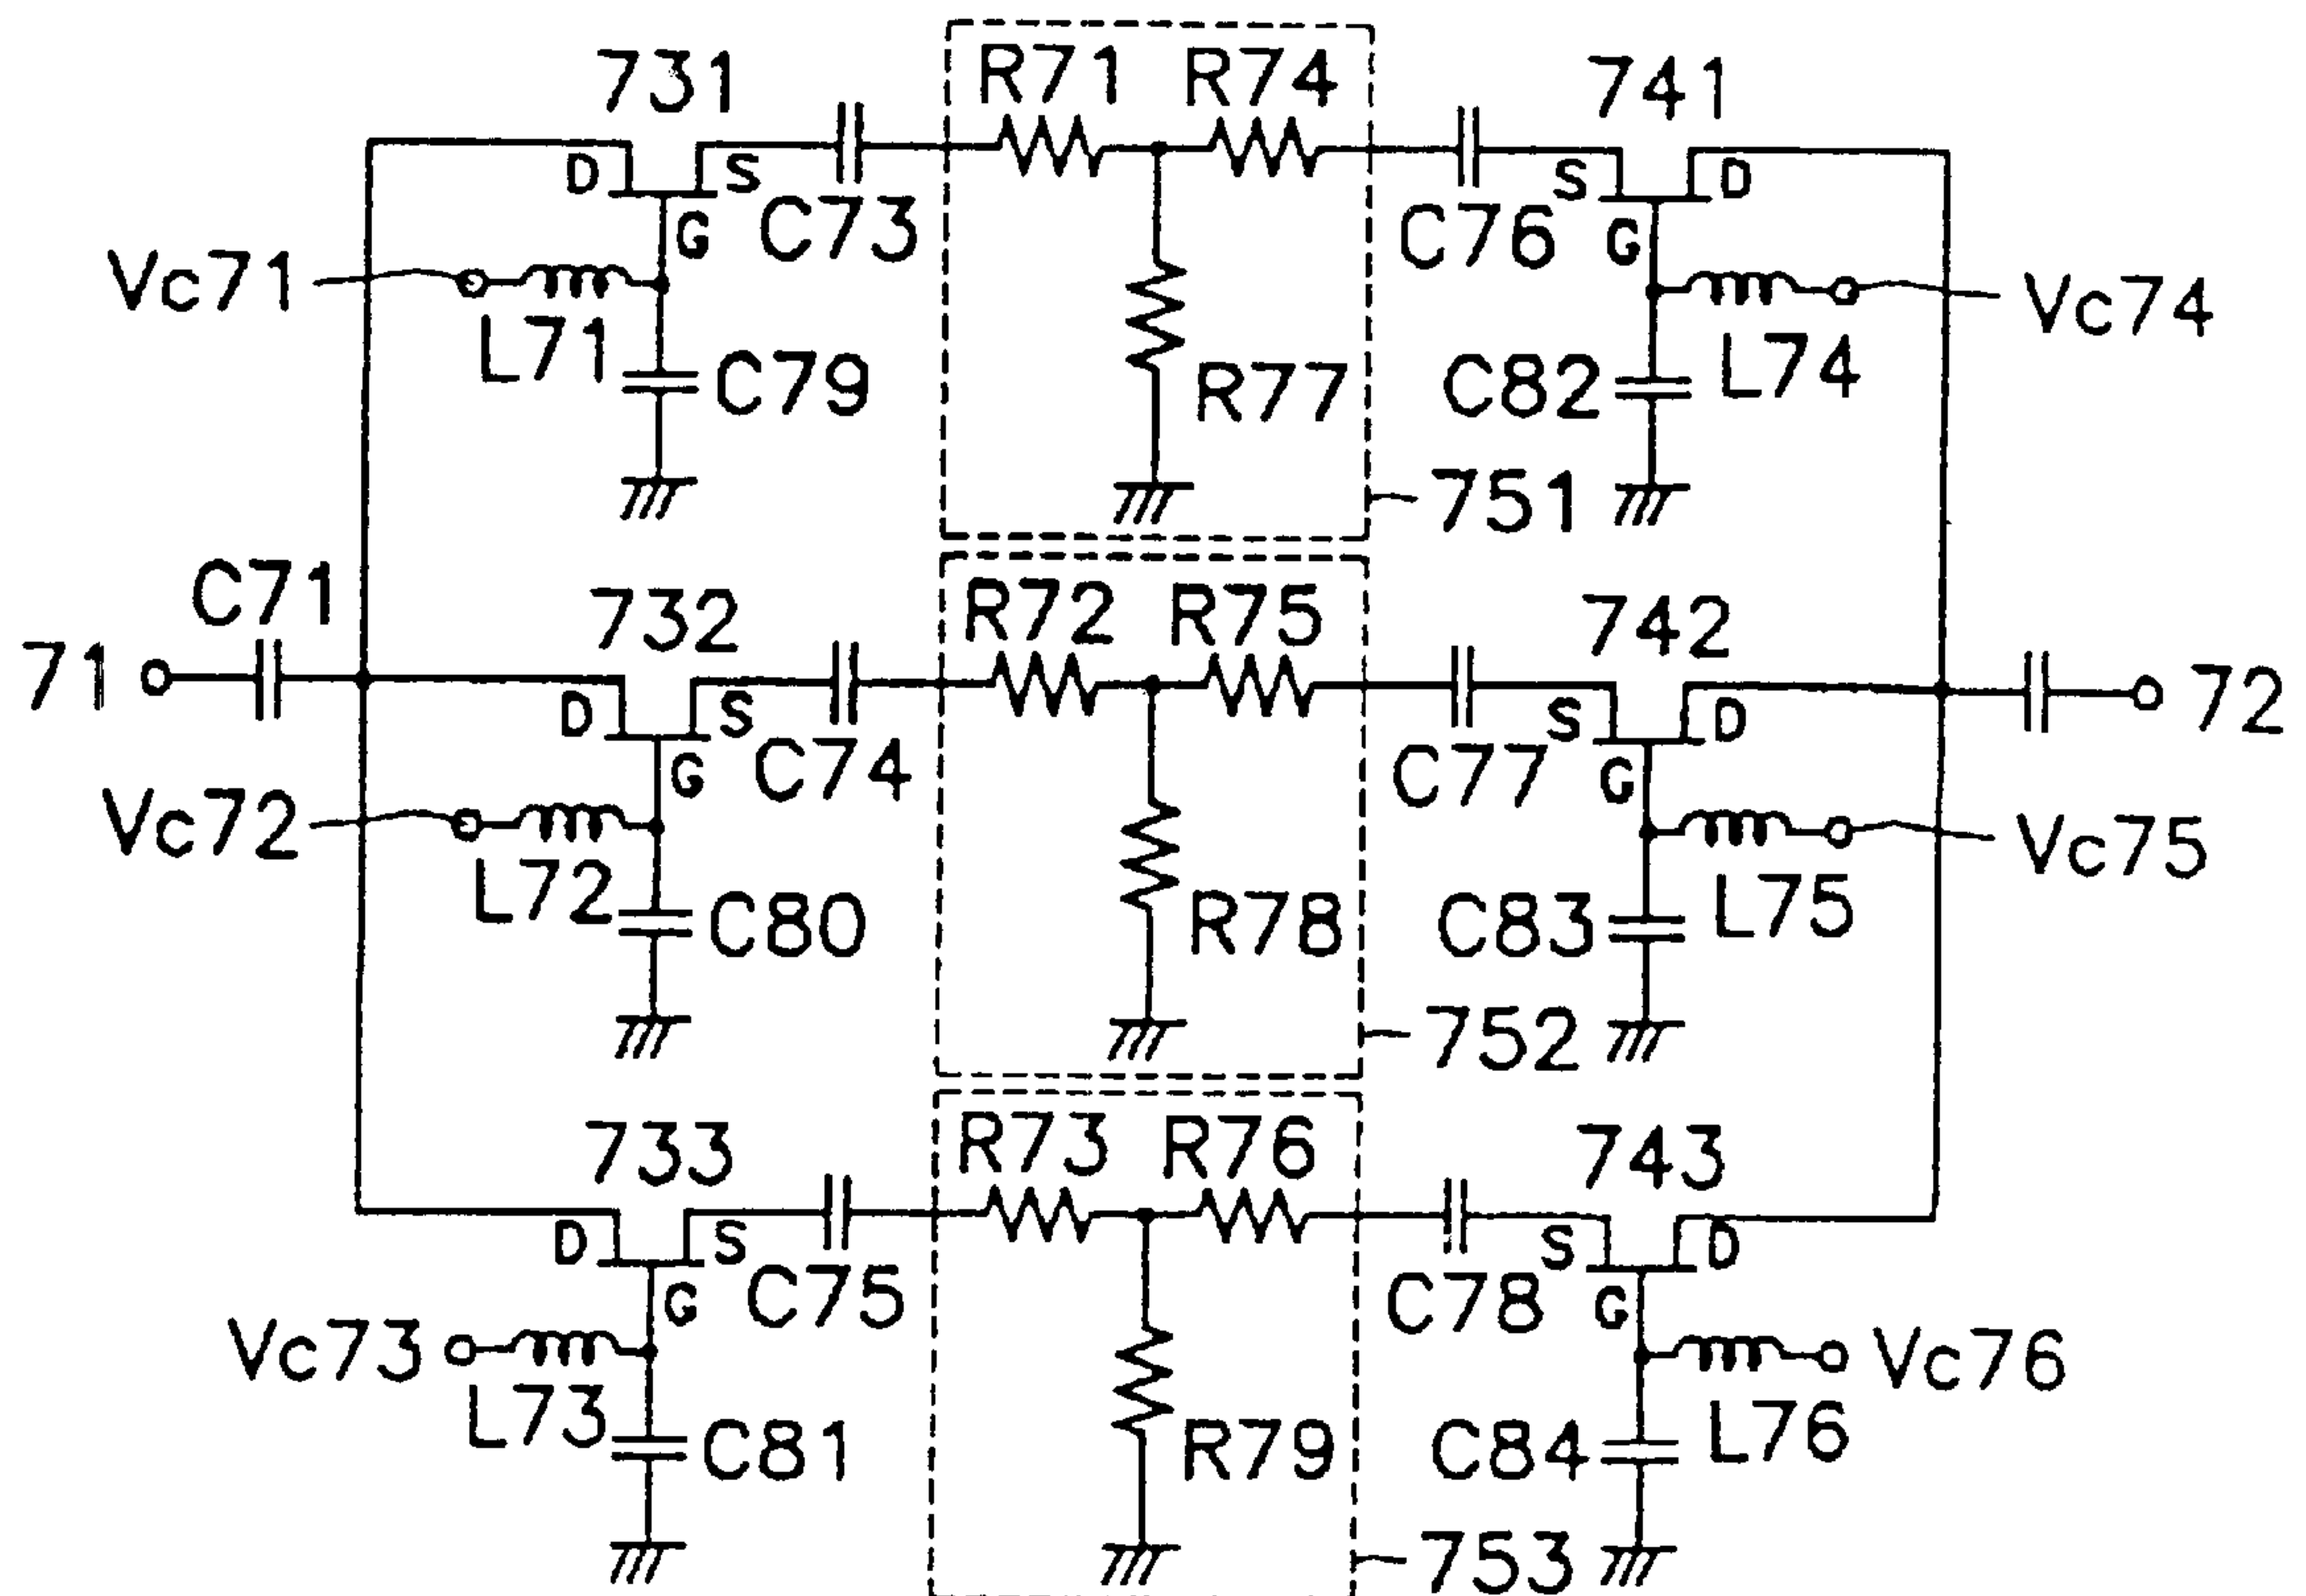 731
R71 R74
741
D S
G
C73
S D
G
C76
Vc71
L71
C79
R77
C82
L74
Vc74
751
C71
71
732
R72 R75
742
72
D S
G
C74
S D
G
C77
Vc72
L72
C80
R78
C83
L75
Vc75
752
733
R73 R76
743
D S
G
C75
S D
G
C78
Vc73
L73
C81
R79
C84
L76
Vc76
753